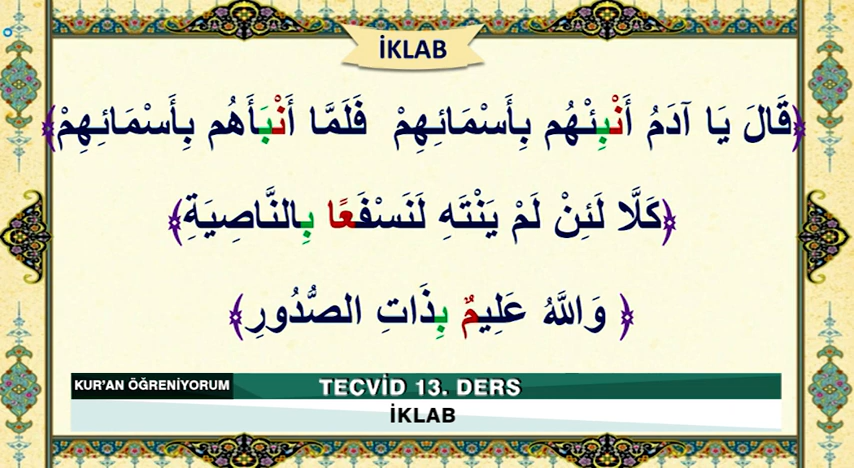 İKLAB
﴿قَالَ يَا آدَمُ أَنْبِئْهُم بِأَسْمَائِهِمْ فَلَمَّا أَنْبَأَهُم بِأَسْمَائِهِمْ﴾
﴿كَلَّا لَئِنْ لَمْ يَنْتَهِ لَنَسْفَعًا بِالنَّاصِيَةِ﴾
﴿ وَاللَّهُ عَلِيمٌ بِذَاتِ الصُّدُورِ﴾
KUR'AN ÖĞRENİYORUM TECVİD 13. DERS
İKLAB